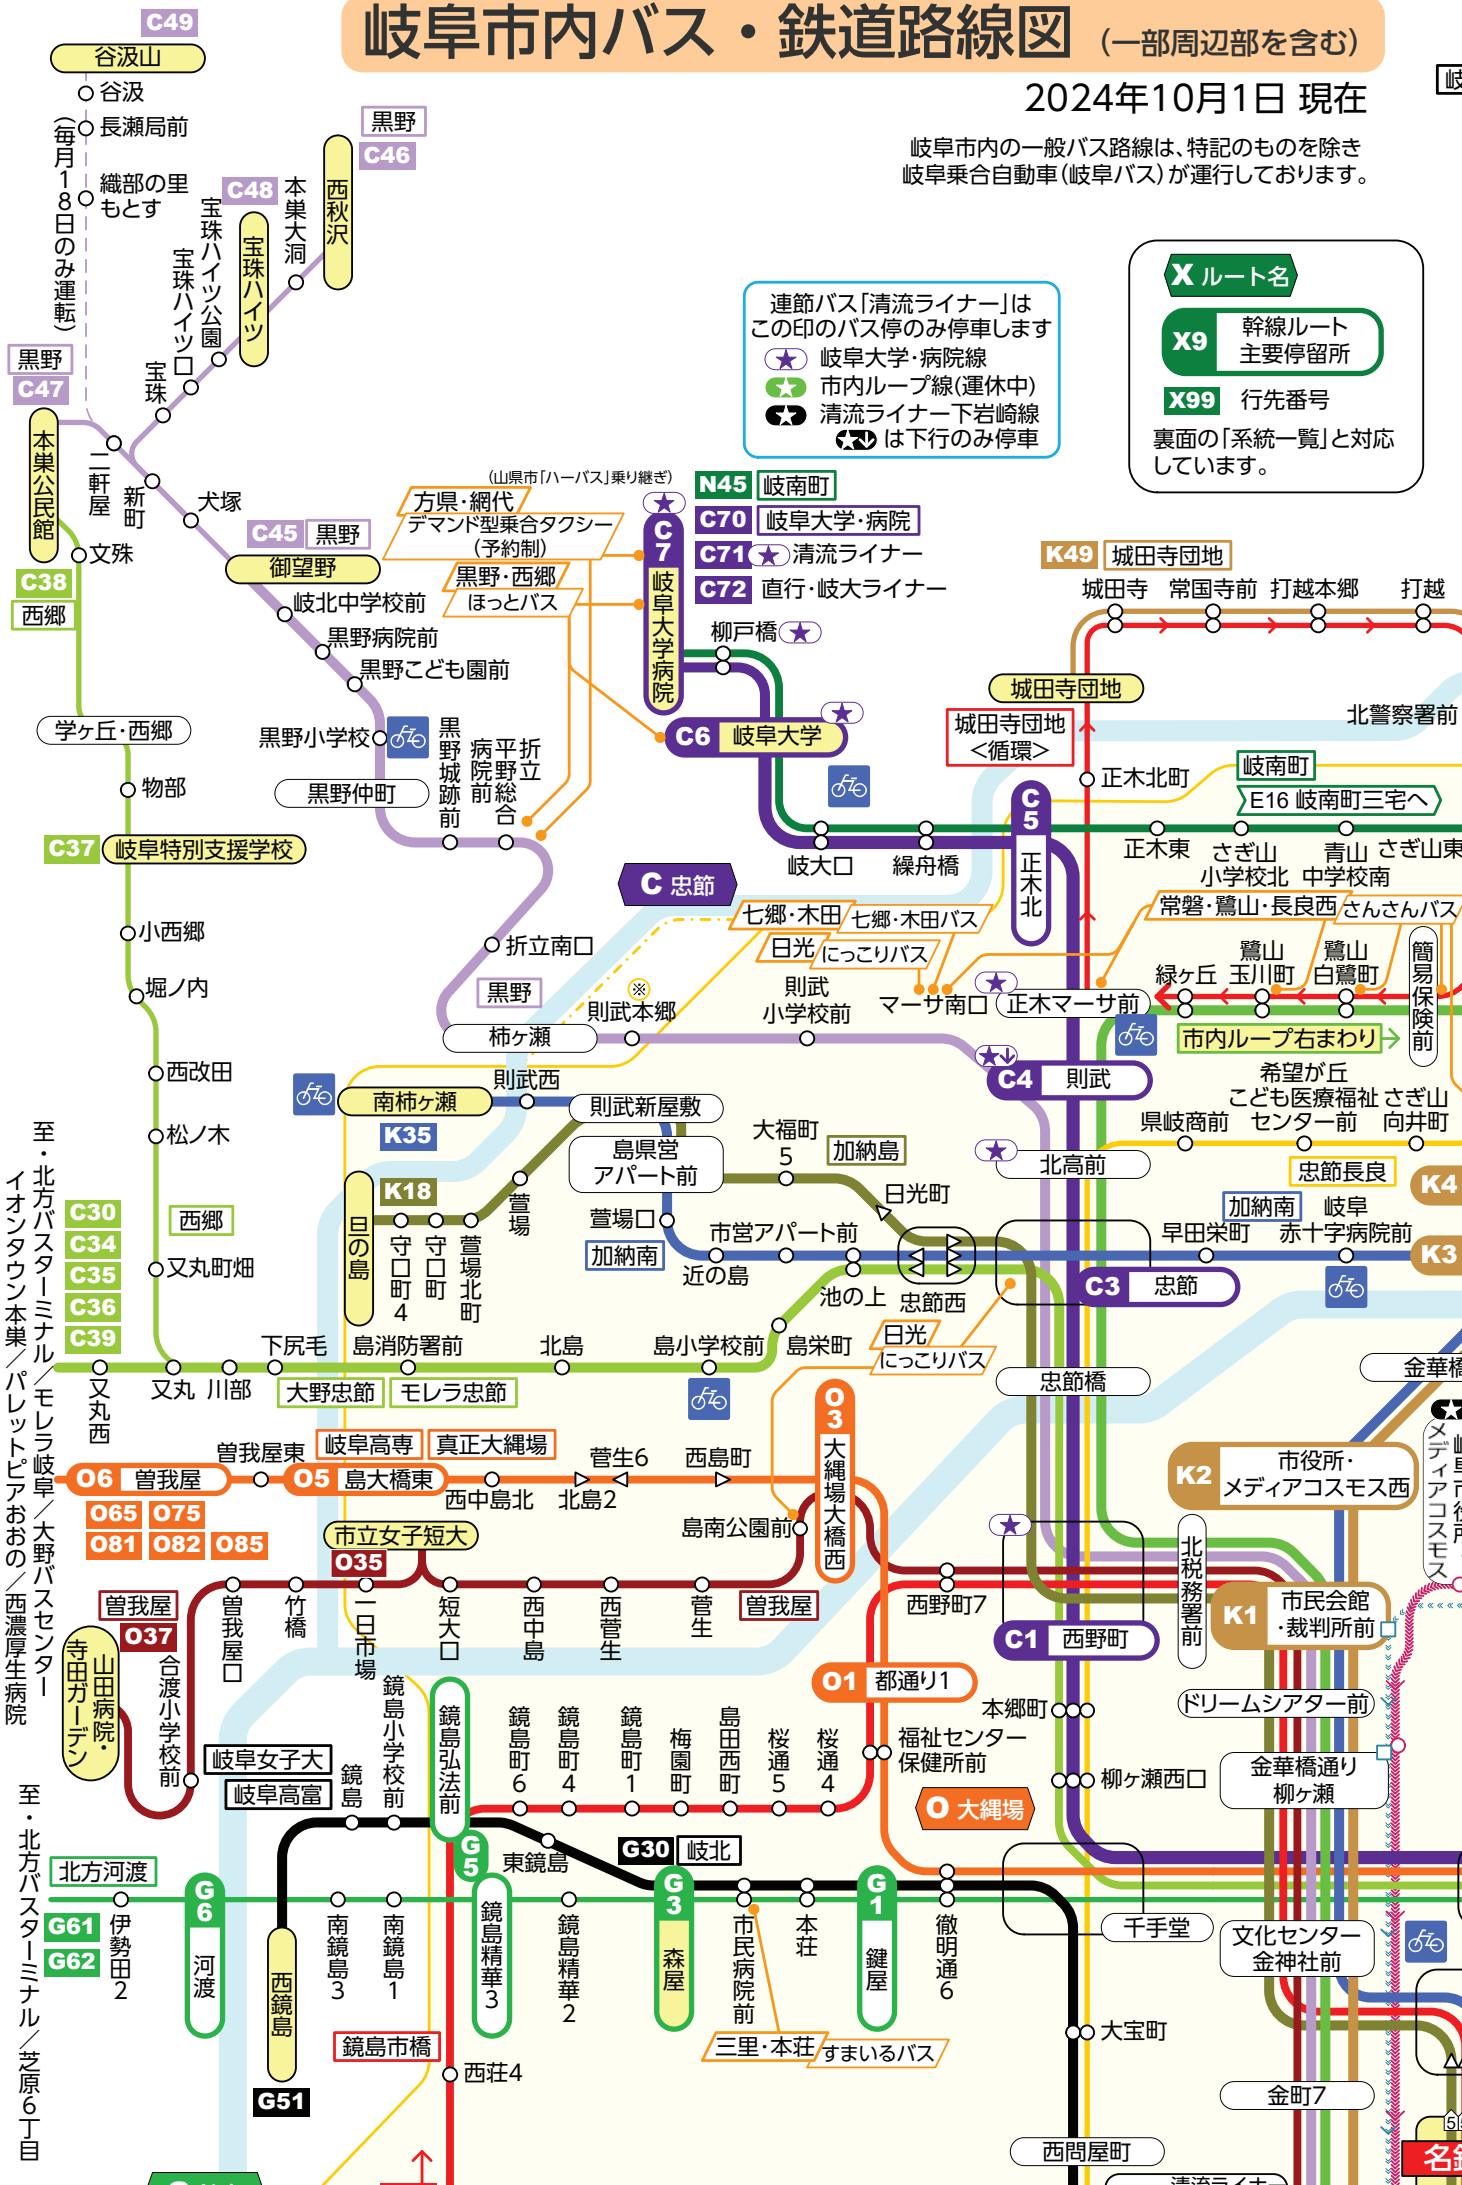 岐阜市内バス・鉄道路線図（一部周辺部を含む）
2024年10月1日 現在
岐阜市内の一般バス路線は、特記のものを除き
岐阜乗合自動車（岐阜バス）が運行しております。
連節バス「清流ライナー」は
この印のバス停のみ停車します
岐阜大学・病院線
市内ループ線(運休中)
清流ライナー下岩崎線
は下行のみ停車
X ルート名
X9 幹線ルート
主要停留所
X99 行先番号
裏面の「系統一覧」と対応
しています。
C49
谷汲山
谷汲
長瀬局前
織部の里
もとす
（毎月18日のみ運転）
黒野
C46
西秋沢
本巣大洞
C48
宝珠ハイツ
宝珠ハイツ公園
宝珠ハイツ口
宝珠
黒野
C47
本巣公民館
二軒屋
新町
犬塚
文殊
C38
西郷
C45 黒野
御望野
岐北中学校前
黒野病院前
黒野こども園前
黒野小学校
黒野仲町
黒野城跡前
平野総合
病院前
折立
折立南口
黒野
柿ヶ瀬
則武本郷
※
則武
小学校前
（山県市「ハーバス」乗り継ぎ）
方県・網代
デマンド型乗合タクシー
（予約制）
黒野・西郷
ほっとバス
C7 岐阜大学病院
N45 岐南町
C70 岐阜大学・病院
C71 清流ライナー
C72 直行・岐大ライナー
柳戸橋
C6 岐阜大学
岐大口
繰舟橋
C5 正木北
C 忠節
K49 城田寺団地
城田寺
常国寺前
打越本郷
打越
城田寺団地
城田寺団地
<循環>
正木北町
北警察署前
岐南町
E16 岐南町三宅へ
正木東
さぎ山
小学校北
青山
中学校南
さぎ山東
七郷・木田
七郷・木田バス
日光
にっこりバス
常磐・鷺山・長良西
さんさんバス
マーサ南口
正木マーサ前
緑ヶ丘
鷺山
玉川町
鷺山
白鷺町
簡易保険前
市内ループ右まわり
C4 則武
希望が丘
こども医療福祉
センター前
県岐商前
さぎ山
向井町
北高前
忠節長良
K4
加納南
早田栄町
岐阜
赤十字病院前
K3
C3 忠節
学ヶ丘・西郷
物部
C37 岐阜特別支援学校
小西郷
堀ノ内
西改田
松ノ木
西郷
又丸町畑
C30
C34
C35
C36
C39
至・北方バスターミナル／モレラ岐阜／大野バスセンター
イオンタウン本巣／パレットピアおおの／西濃厚生病院
南柿ヶ瀬
K35
則武西
則武新屋敷
島県営
アパート前
大福町
5
加納島
日光町
K18
日の島
守口町4
守口町
萱場北町
萱場
萱場口
加納南
市営アパート前
近の島
池の上
忠節西
日光
にっこりバス
又丸西
又丸
川部
下尻毛
島消防署前
北島
島小学校前
島栄町
大野忠節
モレラ忠節
忠節橋
金華橋
O6 曽我屋
O65 O75
O81 O82 O85
曽我屋東
岐阜高専
真正大縄場
O5 島大橋東
西中島北
北島2
菅生6
西島町
O3 大縄場大橋西
島南公園前
市立女子短大
O35
曽我屋
O37
山田病院・
寺田ガーデン
合渡小学校前
曽我屋口
竹橋
一日市場
短大口
西中島
西菅生
菅生
曽我屋
西野町7
C1 西野町
北税務署前
K2 市役所・
メディアコスモス西
K1 市民会館
・裁判所前
O1 都通り1
本郷町
福祉センター
保健所前
柳ヶ瀬西口
O 大縄場
ドリームシアター前
金華橋通り
柳ヶ瀬
岐阜女子大
岐阜高富
鏡島
鏡島小学校前
鏡島弘法前
鏡島町6
鏡島町4
鏡島町1
梅園町
島田西町
桜通5
桜通4
G5 鏡島精華3
東鏡島
G30 岐北
北方河渡
G61
G62
伊勢田2
G6 河渡
西鏡島
G51
南鏡島3
南鏡島1
鏡島精華2
G3 森屋
市民病院前
本荘
G1 鍵屋
徹明通6
千手堂
文化センター
金神社前
三里・本荘
すまいるバス
鏡島市橋
西荘4
大宝町
金町7
西問屋町
至・北方バスターミナル／芝原6丁目